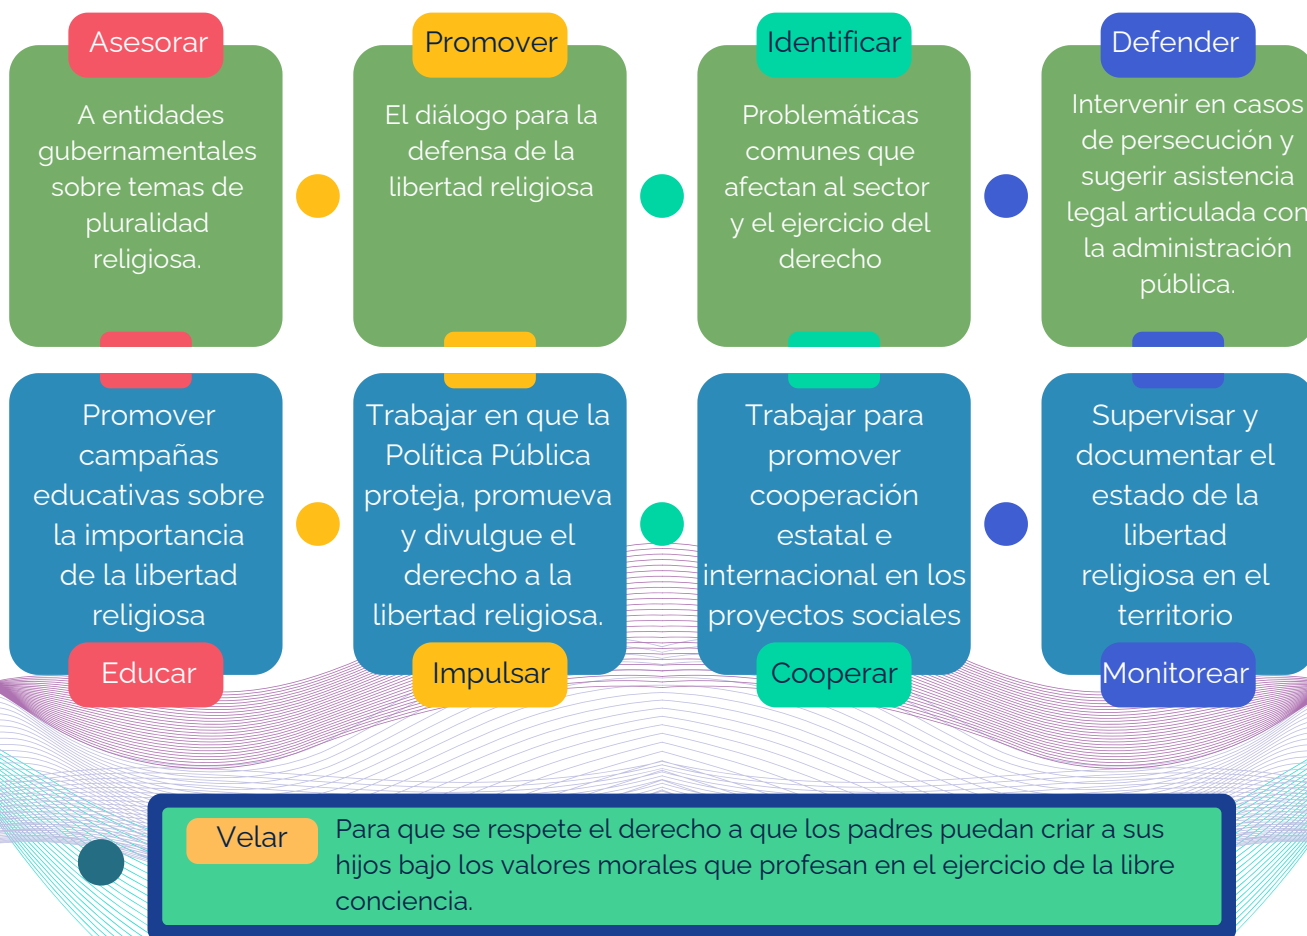 Asesorar
A entidades
gubernamentales
sobre temas de
pluralidad
religiosa.
Promover
El diálogo para la
defensa de la
libertad religiosa
Identificar
Problemáticas
comunes que
afectan al sector
y el ejercicio del
derecho
Defender
Intervenir en casos
de persecución y
sugerir asistencia
legal articulada con
la administración
pública.
Promover
campañas
educativas sobre
la importancia
de la libertad
religiosa
Educar
Trabajar en que la
Política Pública
proteja, promueva
y divulgue el
derecho a la
libertad religiosa.
Impulsar
Trabajar para
promover
cooperación
estatal e
internacional en los
proyectos sociales
Cooperar
Supervisar y
documentar el
estado de la
libertad
religiosa en el
territorio
Monitorear
Velar
Para que se respete el derecho a que los padres puedan criar a sus
hijos bajo los valores morales que profesan en el ejercicio de la libre
conciencia.